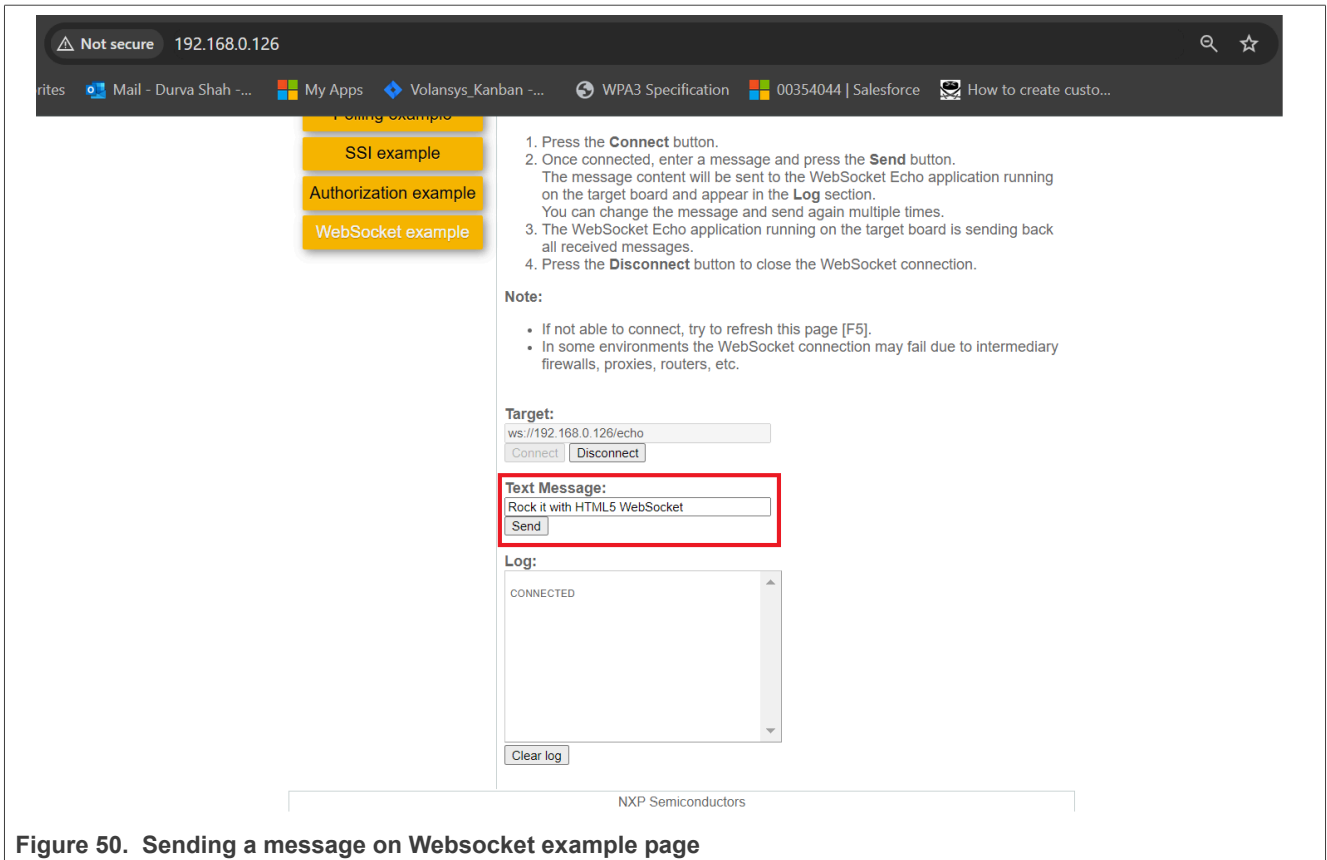 Not secure 192.168.0.126
rites Mail - Durva Shah -... My Apps Volansys_Kanban -... WPA3 Specification 00354044 | Salesforce How to create custo...
Polling example
SSI example
Authorization example
WebSocket example
1. Press the Connect button.
2. Once connected, enter a message and press the Send button.
The message content will be sent to the WebSocket Echo application running
on the target board and appear in the Log section.
You can change the message and send again multiple times.
3. The WebSocket Echo application running on the target board is sending back
all received messages.
4. Press the Disconnect button to close the WebSocket connection.
Note:
• If not able to connect, try to refresh this page [F5].
• In some environments the WebSocket connection may fail due to intermediary
firewalls, proxies, routers, etc.
Target:
ws://192.168.0.126/echo
Connect Disconnect
Text Message:
Rock it with HTML5 WebSocket
Send
Log:
CONNECTED
Clear log
NXP Semiconductors
Figure 50. Sending a message on Websocket example page